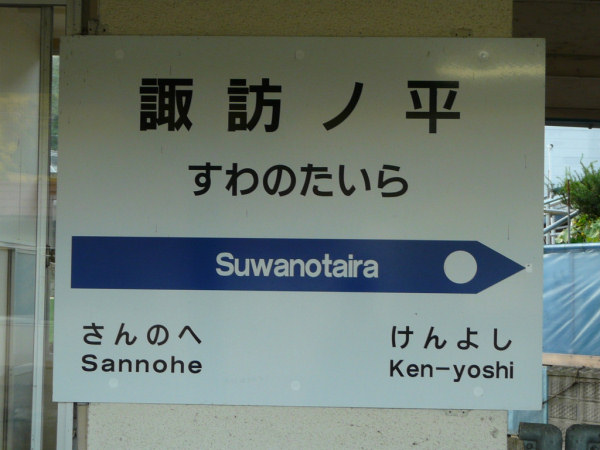 諏訪ノ平
すわのたいら
Suwanotaira
さんのへ けんよし
Sannohe Ken-yoshi